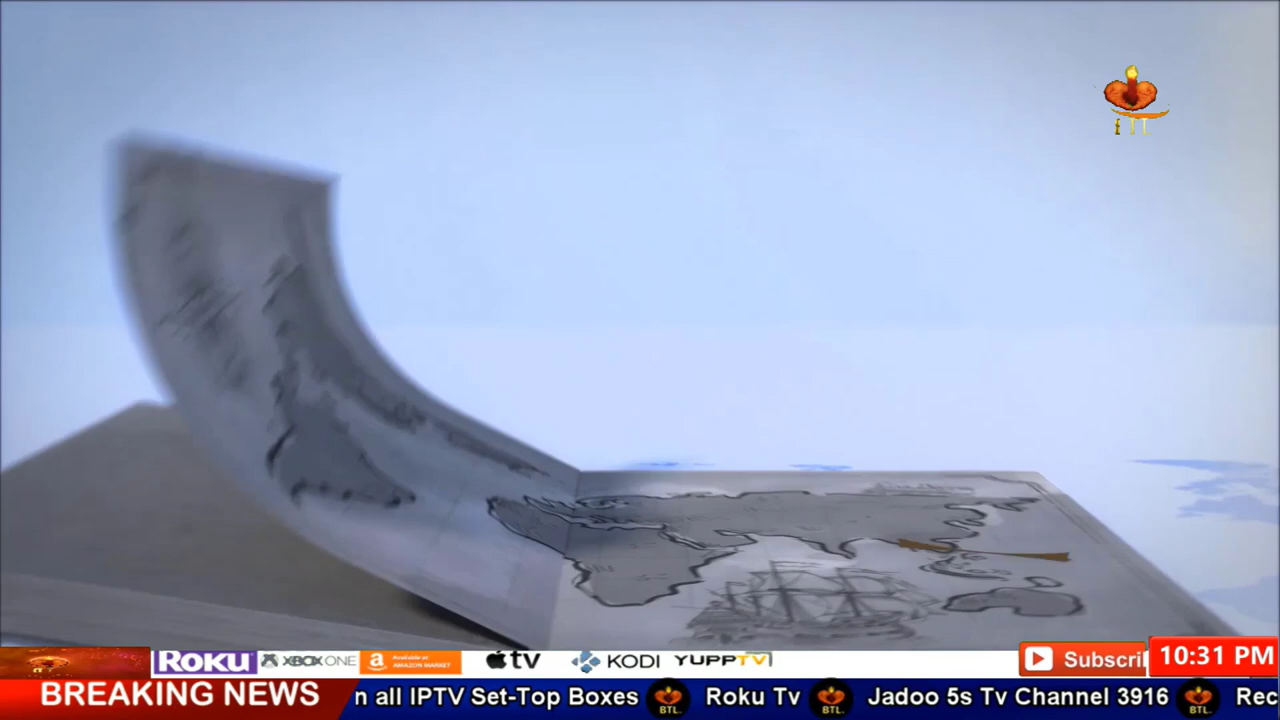 Roku XBOX ONE a Available at AMAZON MARKET tv KODI YUPPTV Subscri 10:31 PM
BREAKING NEWS n all IPTV Set-Top Boxes BTL. Roku Tv BTL. Jadoo 5s Tv Channel 3916 BTL. Rec